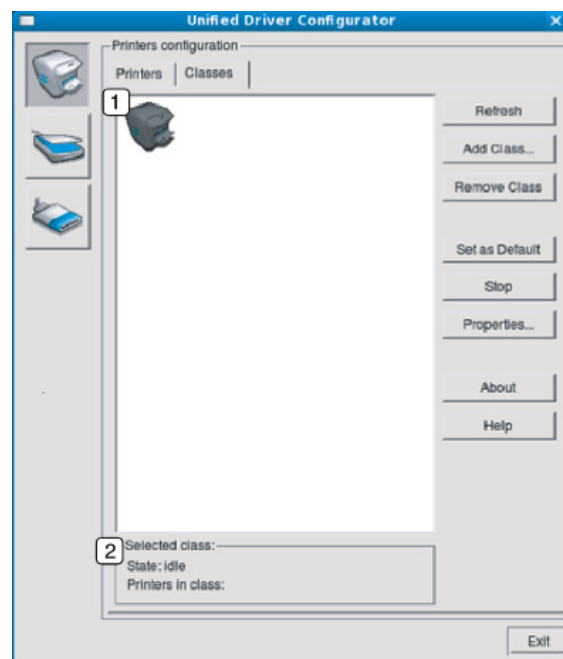 Unified Driver Configurator
Printers configuration
Printers Classes
1
Refresh
Add Class...
Remove Class
Set as Default
Stop
Properties...
About
Help
2
Selected class:
State: idle
Printers in class:
Exit